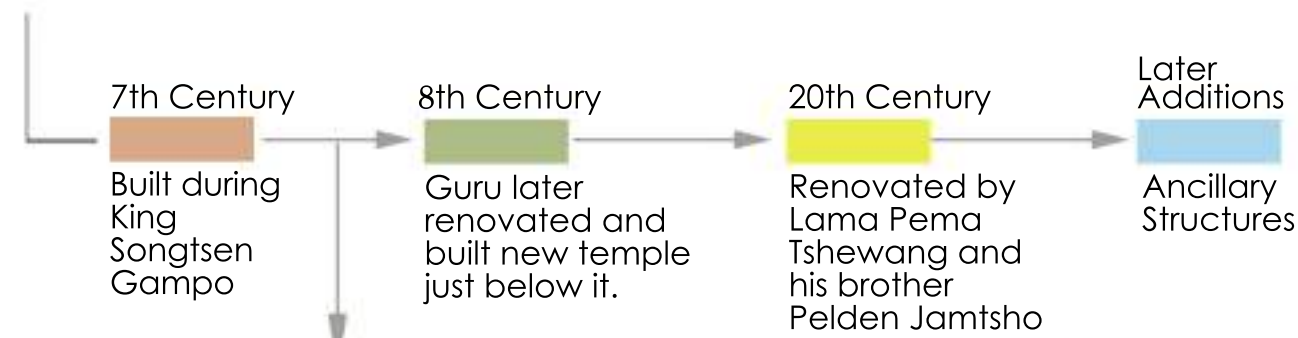 7th Century
Built during
King
Songtsen
Gampo
8th Century
Guru later
renovated and
built new temple
just below it.
20th Century
Renovated by
Lama Pema
Tshewang and
his brother
Pelden Jamtsho
Later
Additions
Ancillary
Structures